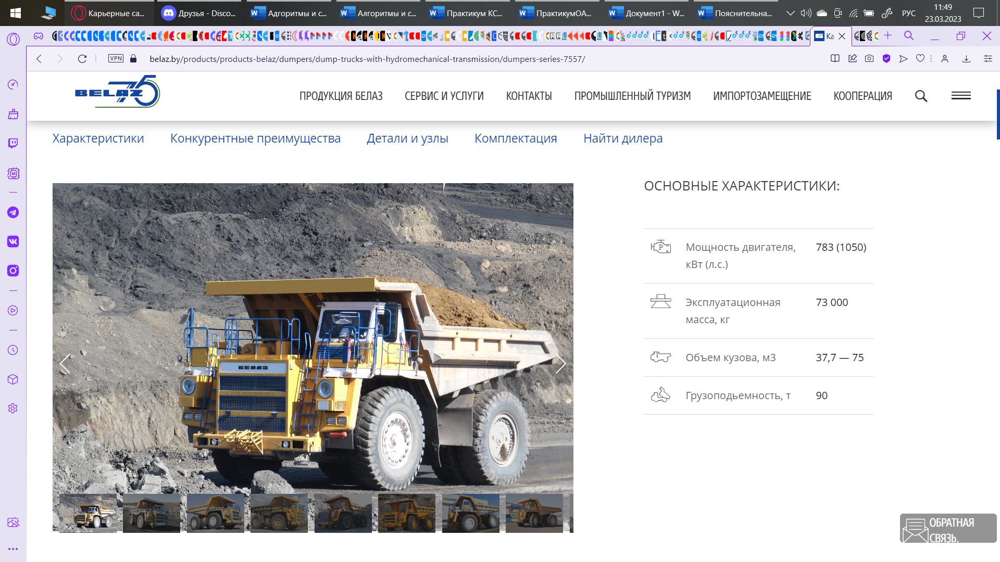 Карьерные са...
Друзья - Disco...
Адгоритмы и с...
Алгоритмы и с...
Практикум КС...
ПрактикумОА...
Документ1 - W...
Пояснительна...
РУС
11:49
23.03.2023
Ка
VPN
belaz.by/products/products-belaz/dumpers/dump-trucks-with-hydromechanical-transmission/dumpers-series-7557/
BELAZ 75
ПРОДУКЦИЯ БЕЛАЗ
СЕРВИС И УСЛУГИ
КОНТАКТЫ
ПРОМЫШЛЕННЫЙ ТУРИЗМ
ИМПОРТОЗАМЕЩЕНИЕ
КООПЕРАЦИЯ
Характеристики
Конкурентные преимущества
Детали и узлы
Комплектация
Найти дилера
БЕЛАЗ
ОСНОВНЫЕ ХАРАКТЕРИСТИКИ:
Мощность двигателя, 783 (1050)
кВт (л.с.)
Эксплуатационная 73 000
масса, кг
Объем кузова, м3 37,7 — 75
Грузоподьемность, т 90
ОБРАТНАЯ
СВЯЗЬ.